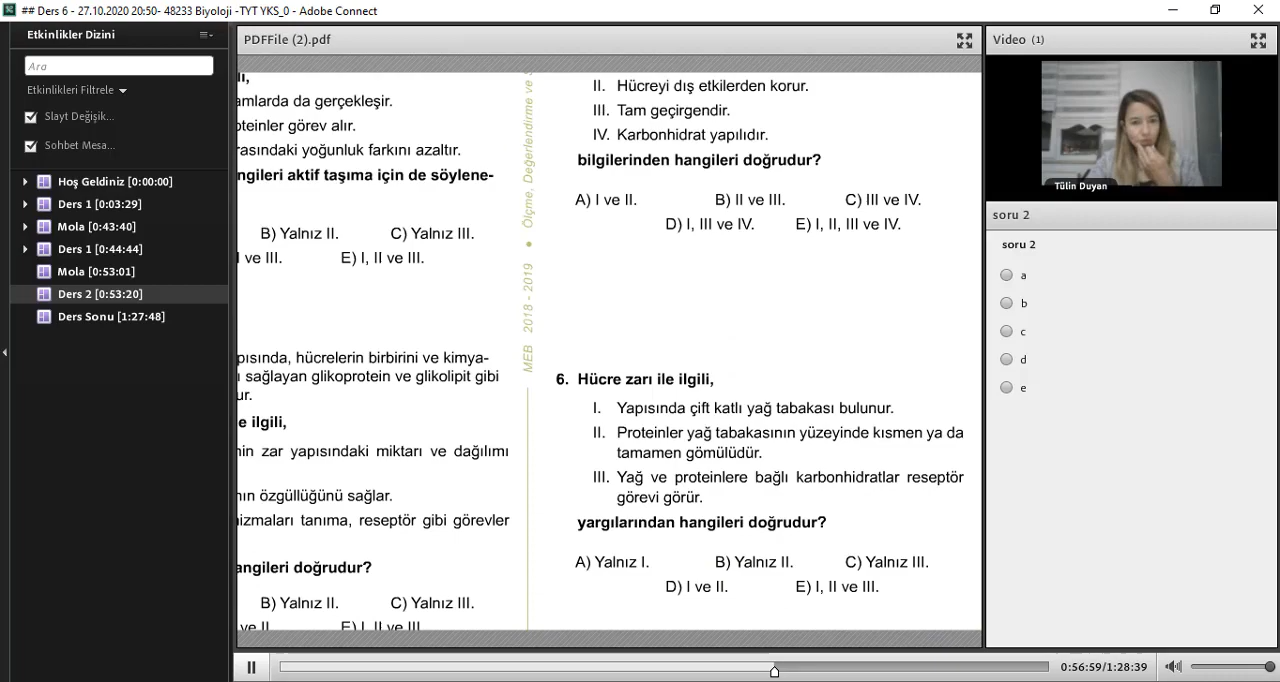 ## Ders 6 - 27.10.2020 20:50- 48233 Biyoloji -TYT YKS_0 - Adobe Connect
Etkinlikler Dizini
Ara
Etkinlikleri Filtrele
Slayt Değişik...
Sohbet Mesa...
Hoş Geldiniz [0:00:00]
Ders 1 [0:03:29]
Mola [0:43:40]
Ders 1 [0:44:44]
Mola [0:53:01]
Ders 2 [0:53:20]
Ders Sonu [1:27:48]
PDFFile (2).pdf
amlarda da gerçekleşir.
oteinler görev alır.
rasındaki yoğunluk farkını azaltır.
ngileri aktif taşıma için de söylene-
B) Yalnız II. C) Yalnız III.
I ve III. E) I, II ve III.
pısında, hücrelerin birbirini ve kimya-
ı sağlayan glikoprotein ve glikolipit gibi
ur.
e ilgili,
nin zar yapısındaki miktarı ve dağılımı
nın özgüllüğünü sağlar.
izmaları tanıma, reseptör gibi görevler
angileri doğrudur?
B) Yalnız II. C) Yalnız III.
ve II. E) I, II ve III.
MEB 2018 - 2019 ● Ölçme, Değerlendirme ve
II. Hücreyi dış etkilerden korur.
III. Tam geçirgendir.
IV. Karbonhidrat yapılıdır.
bilgilerinden hangileri doğrudur?
A) I ve II. B) II ve III. C) III ve IV.
D) I, III ve IV. E) I, II, III ve IV.
6. Hücre zarı ile ilgili,
I. Yapısında çift katlı yağ tabakası bulunur.
II. Proteinler yağ tabakasının yüzeyinde kısmen ya da
tamamen gömülüdür.
III. Yağ ve proteinlere bağlı karbonhidratlar reseptör
görevi görür.
yargılarından hangileri doğrudur?
A) Yalnız I. B) Yalnız II. C) Yalnız III.
D) I ve II. E) I, II ve III.
Video (1)
Tülin Duyan
soru 2
soru 2
a
b
c
d
e
0:56:59/1:28:39